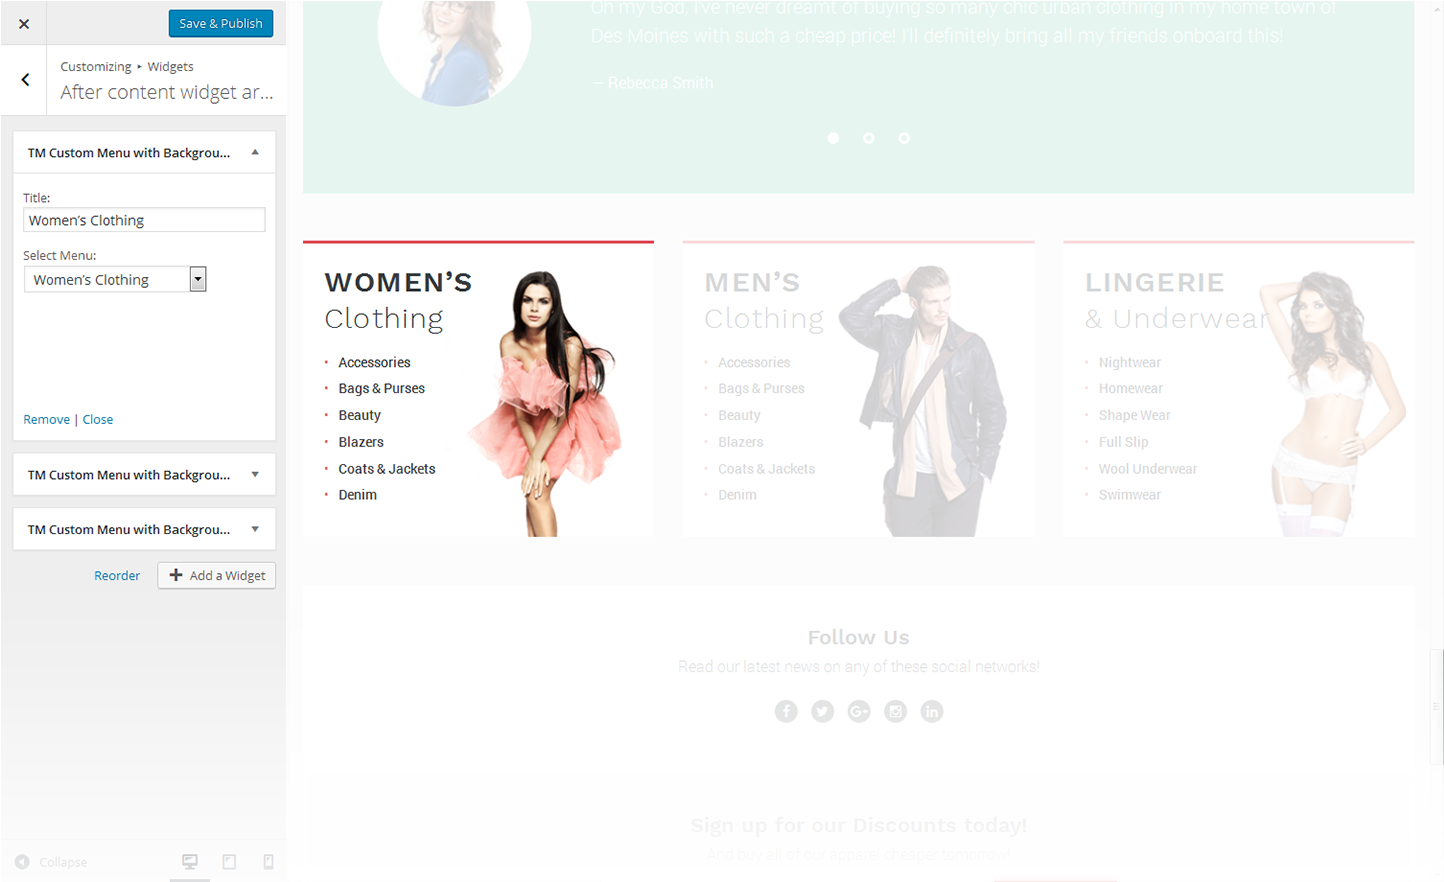 Save & Publish
Customizing ▸ Widgets
After content widget ar...
TM Custom Menu with Backgrou...
Title:
Women’s Clothing
Select Menu:
Women’s Clothing
Remove | Close
TM Custom Menu with Backgrou...
TM Custom Menu with Backgrou...
Reorder
Add a Widget
Collapse
Oh my God, I've never dreamt of buying so many chic urban clothing in my home town of
Des Moines with such a cheap price! I'll definitely bring all my friends onboard this!
— Rebecca Smith
WOMEN’S
Clothing
Accessories
Bags & Purses
Beauty
Blazers
Coats & Jackets
Denim
MEN’S
Clothing
Accessories
Bags & Purses
Beauty
Blazers
Coats & Jackets
Denim
LINGERIE
& Underwear
Nightwear
Homewear
Shape Wear
Full Slip
Wool Underwear
Swimwear
Follow Us
Read our latest news on any of these social networks!
Sign up for our Discounts today!
And buy all of our apparel cheaper tomorrow!